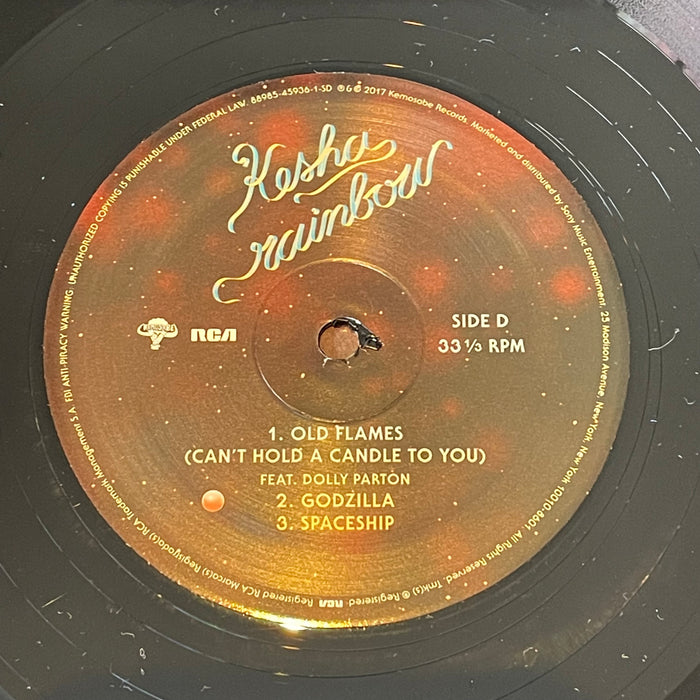 Kesha
rainbow
KEMOSABE
RCA
SIDE D
33 1/3 RPM
1. OLD FLAMES
(CAN'T HOLD A CANDLE TO YOU)
FEAT. DOLLY PARTON
2. GODZILLA
3. SPACESHIP
FBI ANTI-PIRACY WARNING: UNAUTHORIZED COPYING IS PUNISHABLE UNDER FEDERAL LAW. 88985-45936-1-SD ℗&© 2017 Kemosabe Records. Marketed and distributed by Sony Music Entertainment, 25 Madison Avenue, New York, New York 10010-8601. All Rights Reserved. Tmk(s) ® Registered. RCA Registered RCA Marca(s) Registrada(s) RCA Trademark Management S.A.